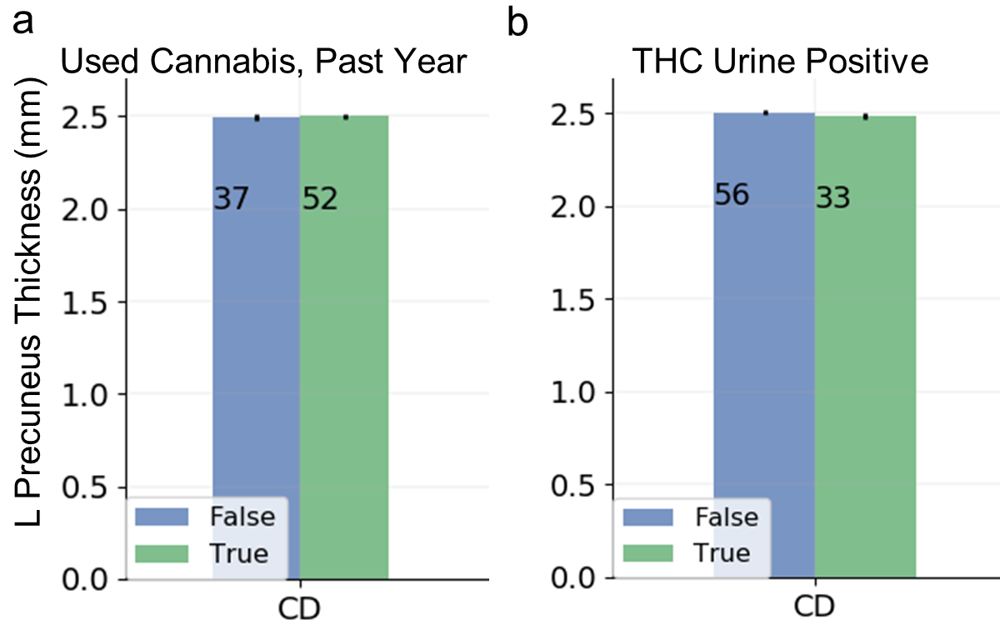 a
Used Cannabis, Past Year
L Precuneus Thickness (mm)
2.5
2.0
1.5
1.0
0.5
0.0
37
52
False
True
CD
b
THC Urine Positive
2.5
2.0
1.5
1.0
0.5
0.0
56
33
False
True
CD